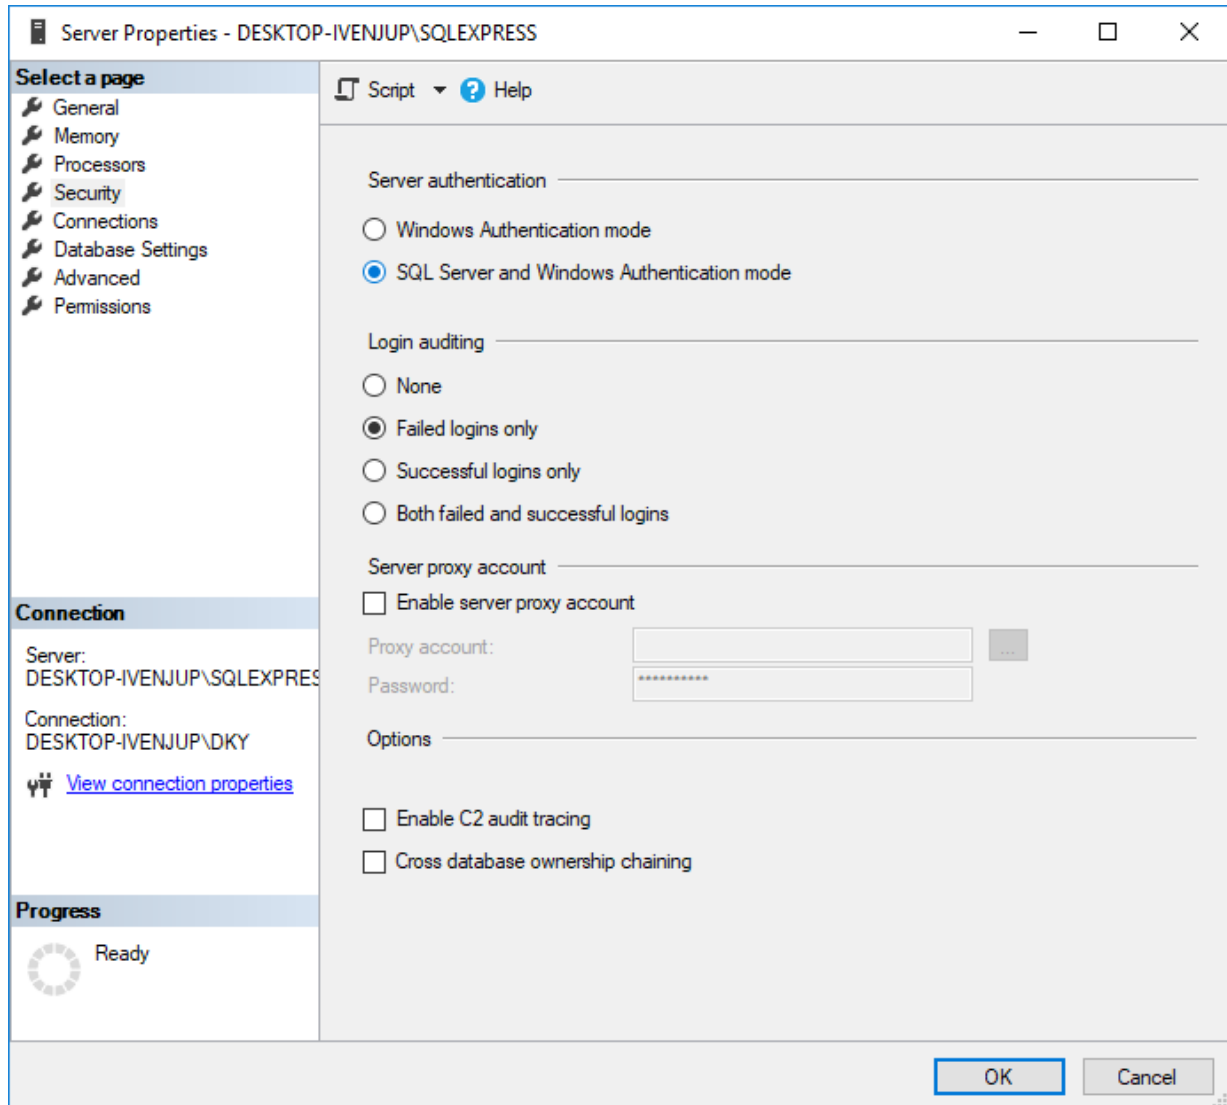 Server Properties - DESKTOP-IVENJUP\SQLEXPRESS
Select a page
General
Memory
Processors
Security
Connections
Database Settings
Advanced
Permissions
Connection
Server:
DESKTOP-IVENJUP\SQLEXPRES
Connection:
DESKTOP-IVENJUP\DKY
View connection properties
Progress
Ready
Script
Help
Server authentication
Windows Authentication mode
SQL Server and Windows Authentication mode
Login auditing
None
Failed logins only
Successful logins only
Both failed and successful logins
Server proxy account
Enable server proxy account
Proxy account:
...
Password:
**********
Options
Enable C2 audit tracing
Cross database ownership chaining
OK
Cancel